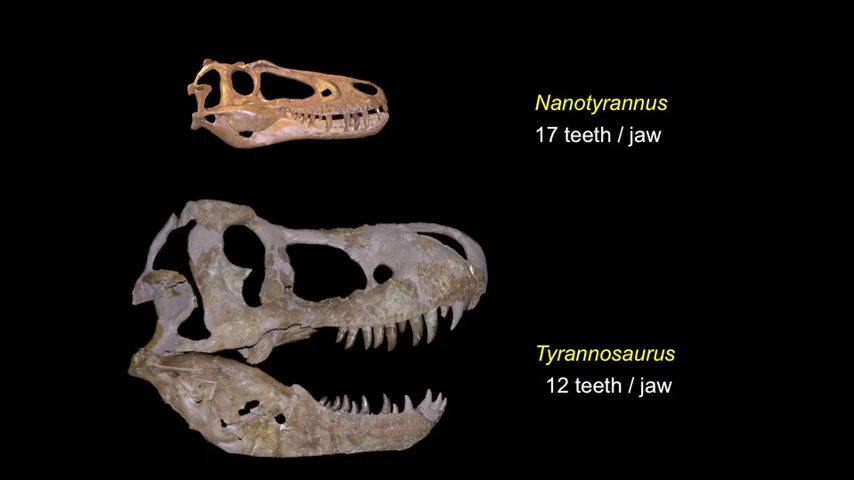 Nanotyrannus
17 teeth / jaw
Tyrannosaurus
12 teeth / jaw